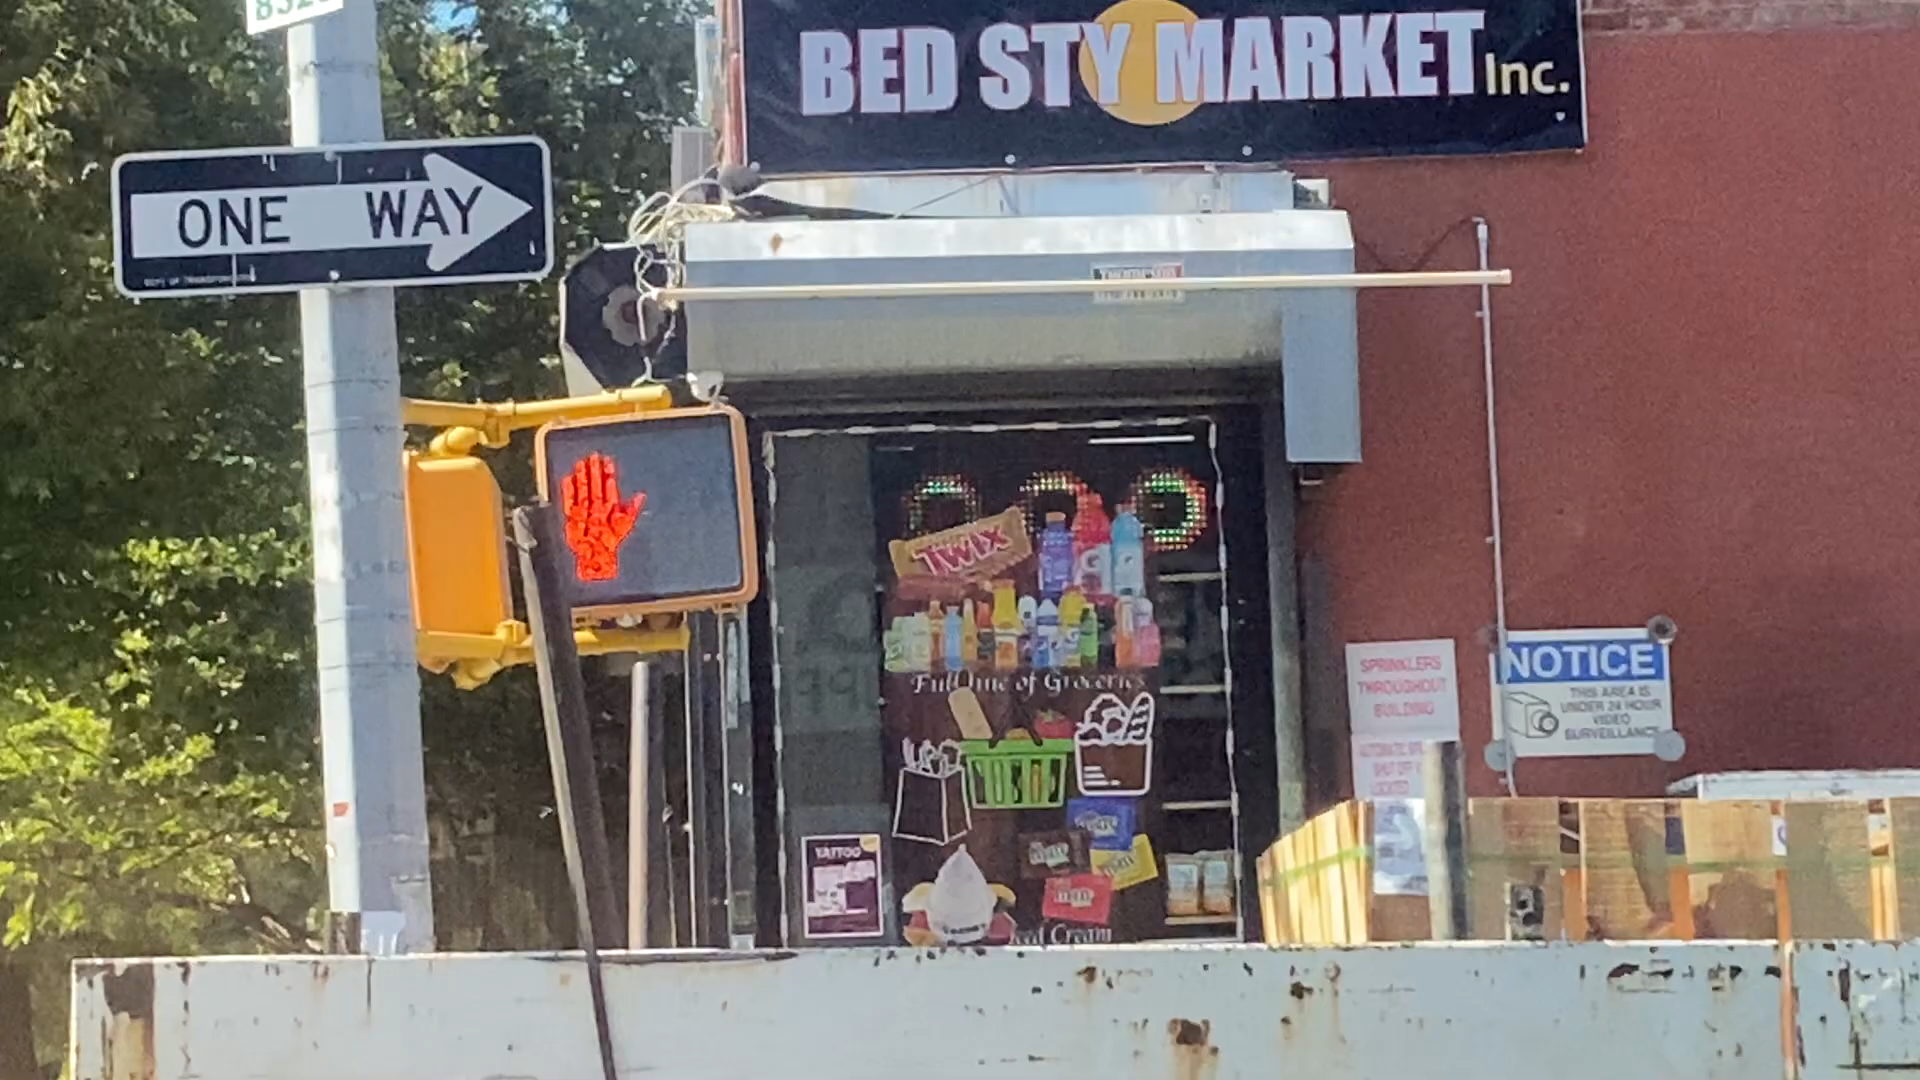 BED STY MARKET Inc.
ONE WAY
TWIX
G
Full line of Groceries
SPRINKLERS
THROUGHOUT
BUILDING
NOTICE
THIS AREA IS
UNDER 24 HOUR
VIDEO
SURVEILLANCE
TATTOO
Cream